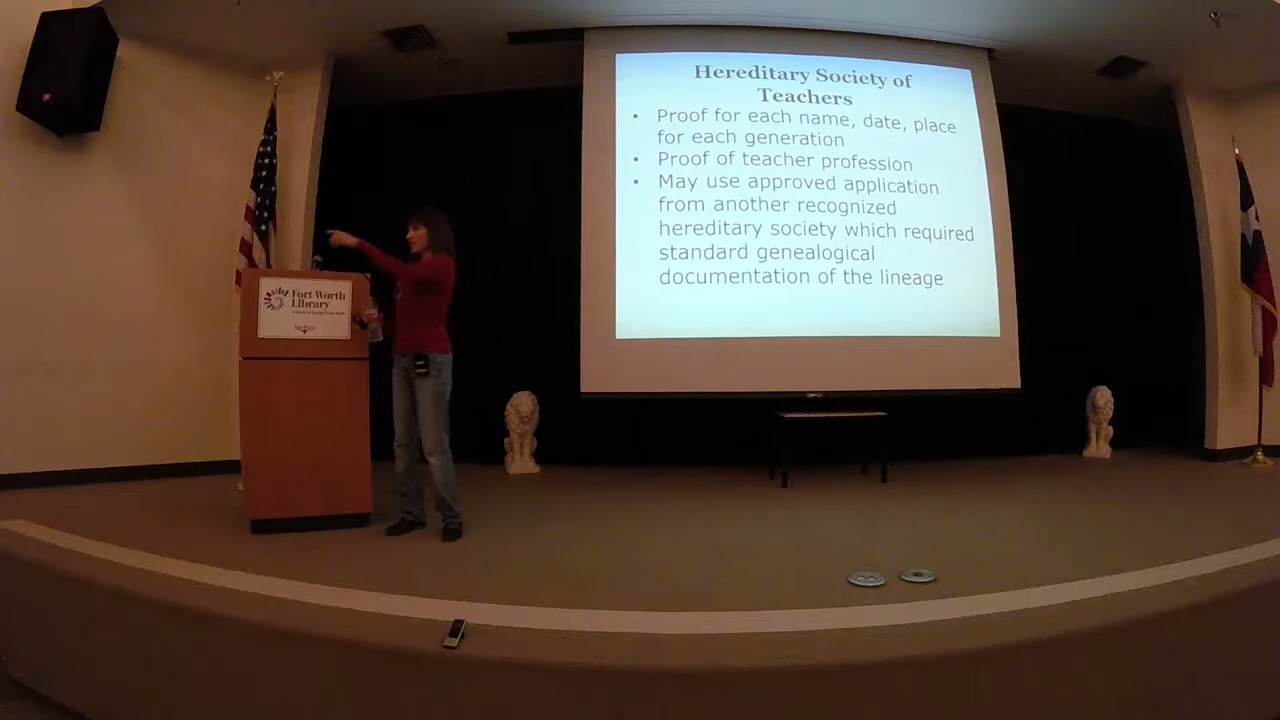 Hereditary Society of
Teachers
• Proof for each name, date, place
for each generation
• Proof of teacher profession
• May use approved application
from another recognized
hereditary society which required
standard genealogical
documentation of the lineage
Fort Worth
Library